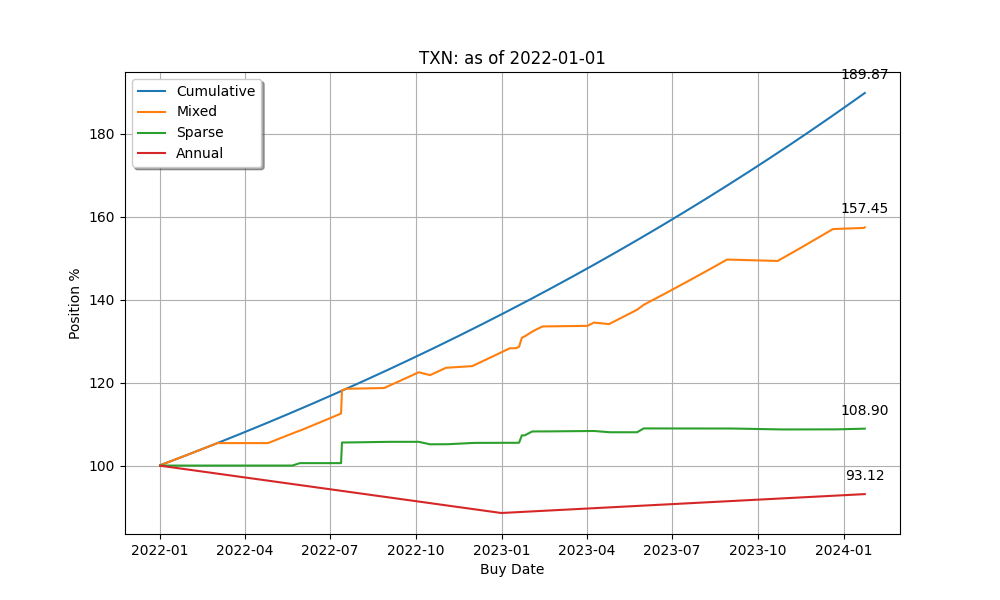 TXN: as of 2022-01-01
Cumulative
Mixed
Sparse
Annual
189.87
157.45
108.90
93.12
Position %
180
160
140
120
100
2022-01 2022-04 2022-07 2022-10 2023-01 2023-04 2023-07 2023-10 2024-01
Buy Date